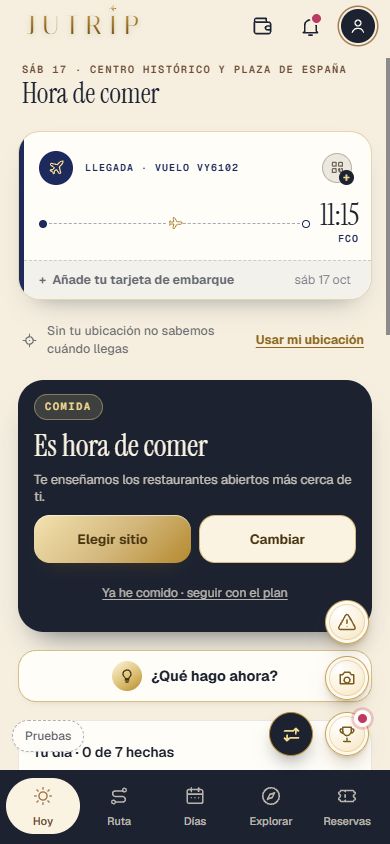 JUTRIP
SÁB 17 · CENTRO HISTÓRICO Y PLAZA DE ESPAÑA
Hora de comer
LLEGADA · VUELO VY6102
11:15
FCO
+ Añade tu tarjeta de embarque
sáb 17 oct
Sin tu ubicación no sabemos
cuándo llegas
Usar mi ubicación
COMIDA
Es hora de comer
Te enseñamos los restaurantes abiertos más cerca de
ti.
Elegir sitio
Cambiar
Ya he comido · seguir con el plan
¿Qué hago ahora?
Pruebas
Tu día · 0 de 7 hechas
Hoy
Ruta
Días
Explorar
Reservas